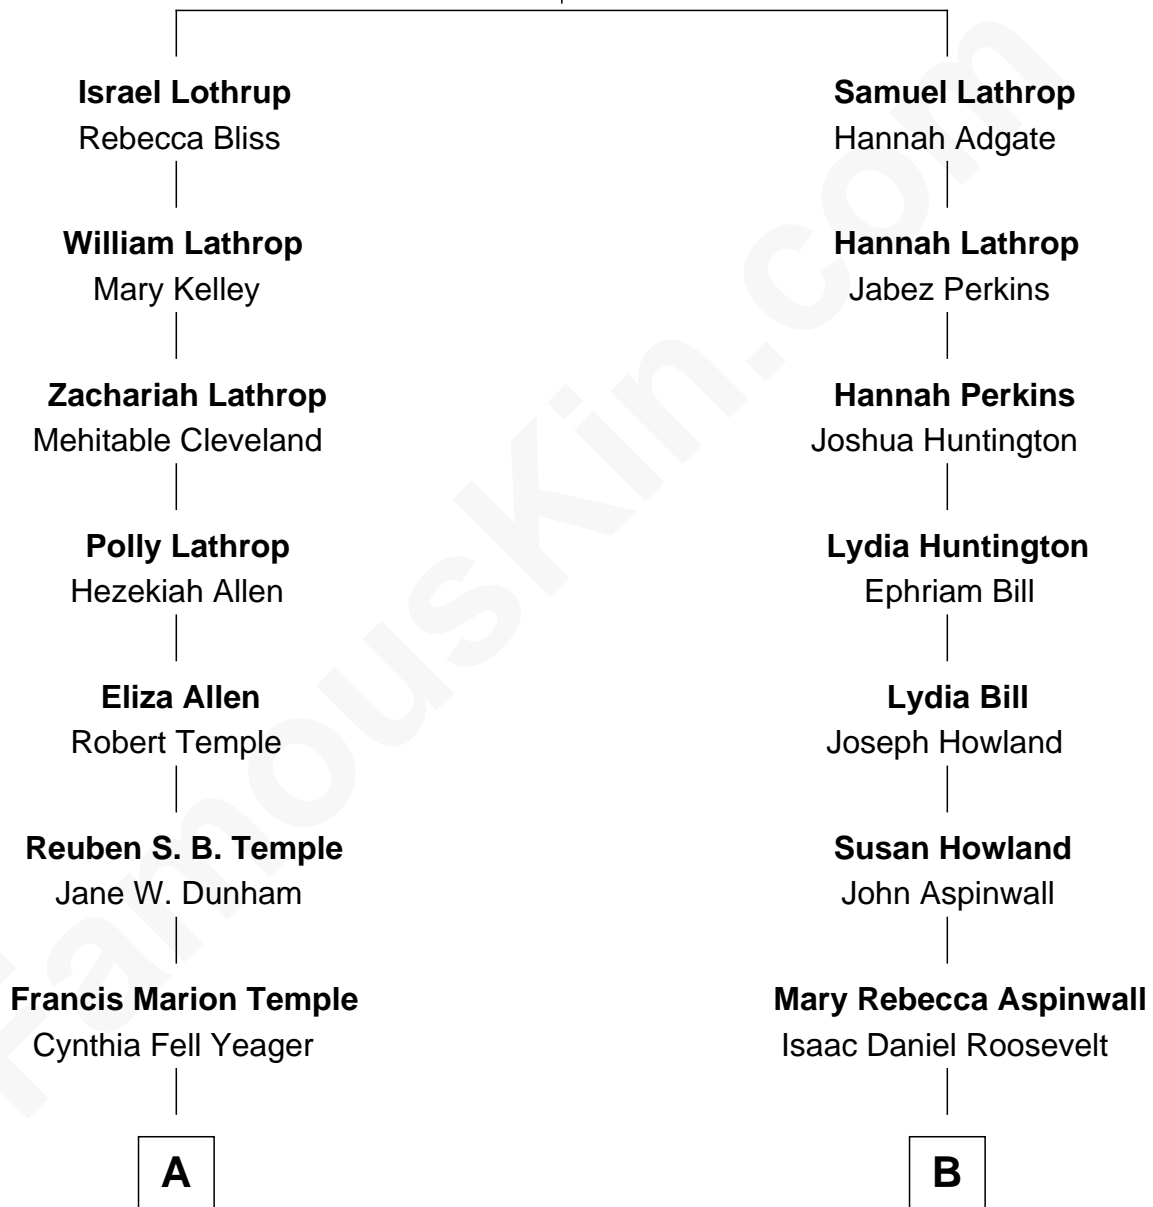 Israel Lothrup
Rebecca Bliss
William Lathrop
Mary Kelley
Zachariah Lathrop
Mehitable Cleveland
Polly Lathrop
Hezekiah Allen
Eliza Allen
Robert Temple
Reuben S. B. Temple
Jane W. Dunham
Francis Marion Temple
Cynthia Fell Yeager
A
Samuel Lathrop
Hannah Adgate
Hannah Lathrop
Jabez Perkins
Hannah Perkins
Joshua Huntington
Lydia Huntington
Ephriam Bill
Lydia Bill
Joseph Howland
Susan Howland
John Aspinwall
Mary Rebecca Aspinwall
Isaac Daniel Roosevelt
B
FamousKin.com